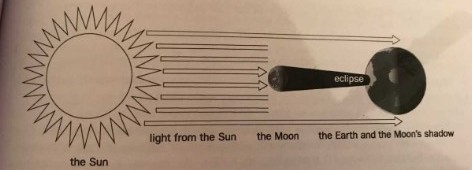 eclipse
light from the Sun
the Moon
the Earth and the Moon's shadow
the Sun